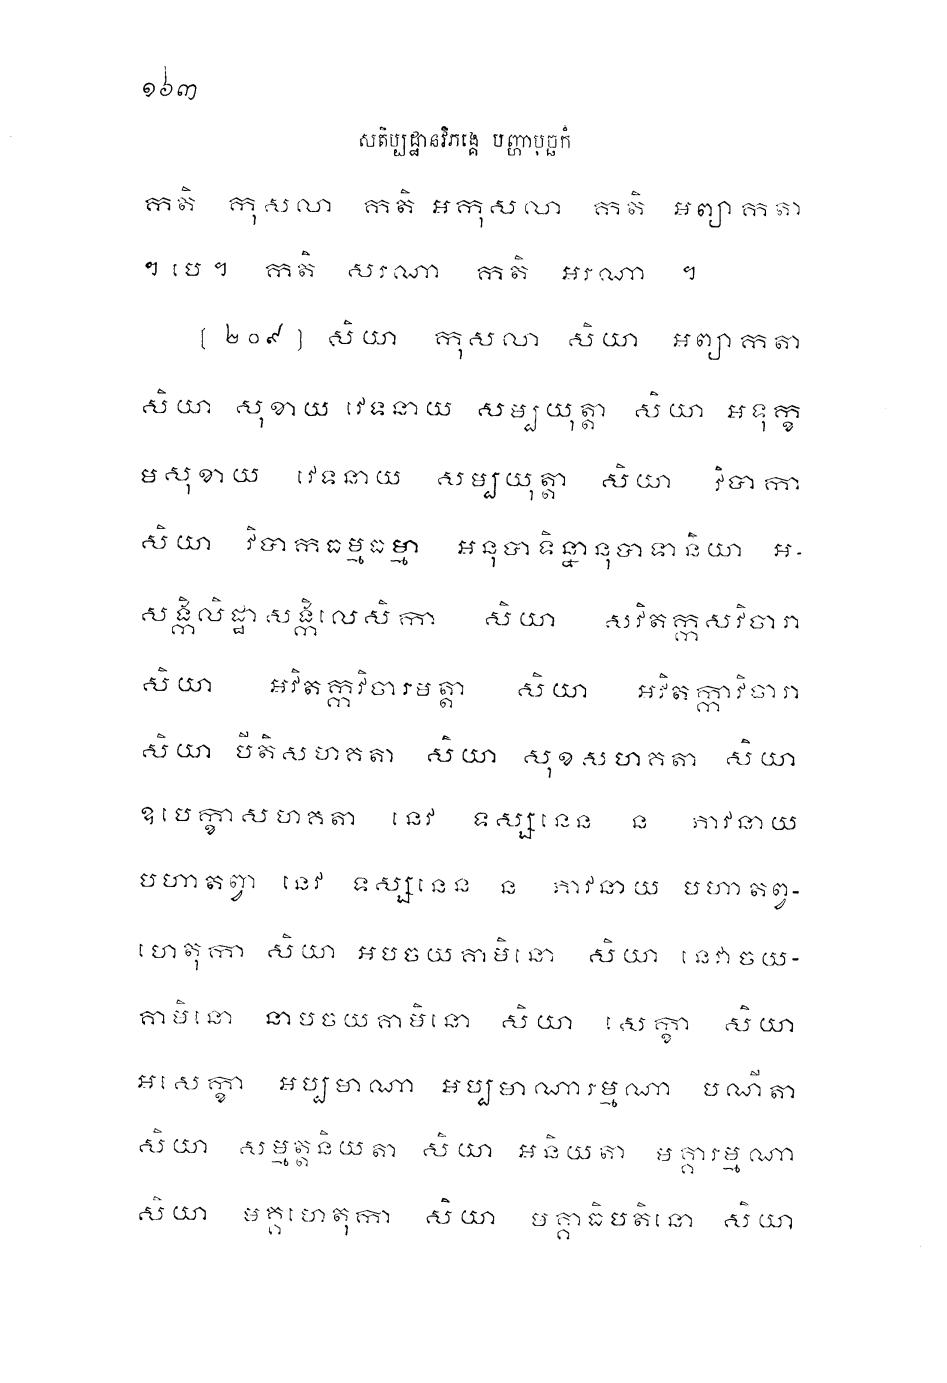 ១៦៣
សតិប្បដ្ឋានវិភង្គេ បញ្ហាបុច្ឆកំ
កតិ កុសលា កតិ អកុសលា កតិ អព្យាកតា
។ បេ ។ កតិ សរណា កតិ អរណា ។
[ ២០៩ ] សិយា កុសលា សិយា អព្យាកតា
សិយា សុខាយ វេទនាយ សម្បយុត្តា សិយា អទុក្ខ
មសុខាយ វេទនាយ សម្បយុត្តា សិយា វិបាកា
សិយា វិបាកធម្មធម្មា អនុបាទិន្នានុបាទានិយា អ-
សង្កិលិដ្ឋាសង្កិលេសិកា សិយា សវិតក្កសវិចារា
សិយា អវិតក្កវិចារមត្តា សិយា អវិតក្កាវិចារា
សិយា បីតិសហគតា សិយា សុខសហគតា សិយា
ឧបេក្ខាសហគតា នេវ ទស្សនេន ន ភាវនាយ
បហាតព្វា នេវ ទស្សនេន ន ភាវនាយ បហាតព្វ-
ហេតុកា សិយា អបចយគាមិនោ សិយា នេវាចយ-
គាមិនោ នាបចយគាមិនោ សិយា សេក្ខា សិយា
អសេក្ខា អប្បមាណា អប្បមាណារម្មណា បណីតា
សិយា សម្មត្តនិយតា សិយា អនិយតា មគ្គារម្មណា
សិយា មគ្គហេតុកា សិយា មគ្គាធិបតិនោ សិយា